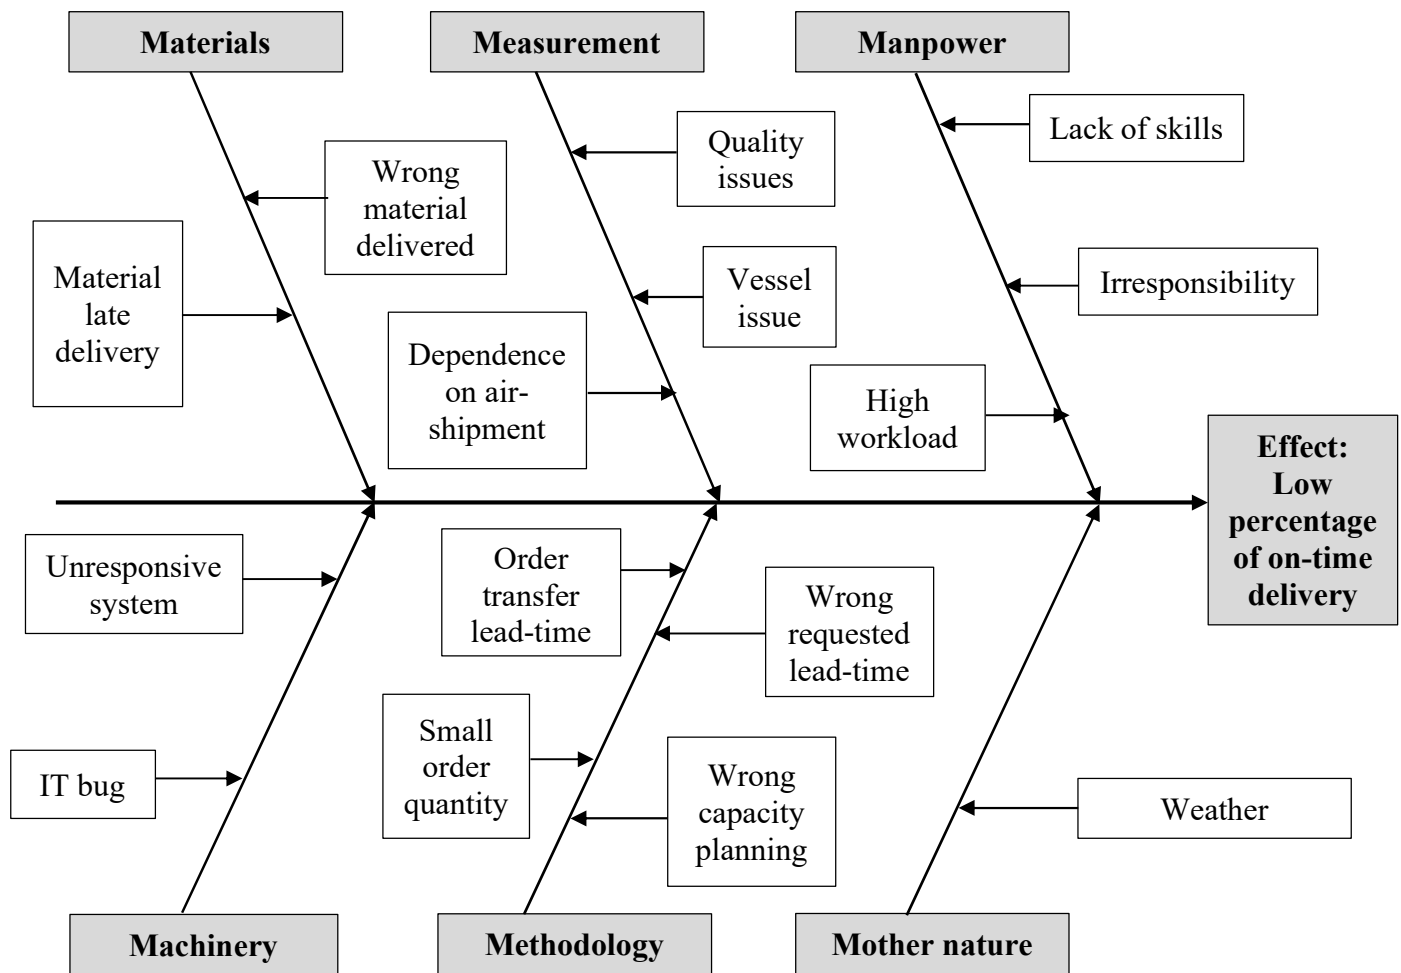 Materials
Measurement
Manpower
Wrong
material
delivered
Material
late
delivery
Quality
issues
Vessel
issue
Dependence
on air-
shipment
Lack of skills
Irresponsibility
High
workload
Effect:
Low
percentage
of on-time
delivery
Unresponsive
system
IT bug
Order
transfer
lead-time
Wrong
requested
lead-time
Small
order
quantity
Wrong
capacity
planning
Weather
Machinery
Methodology
Mother nature